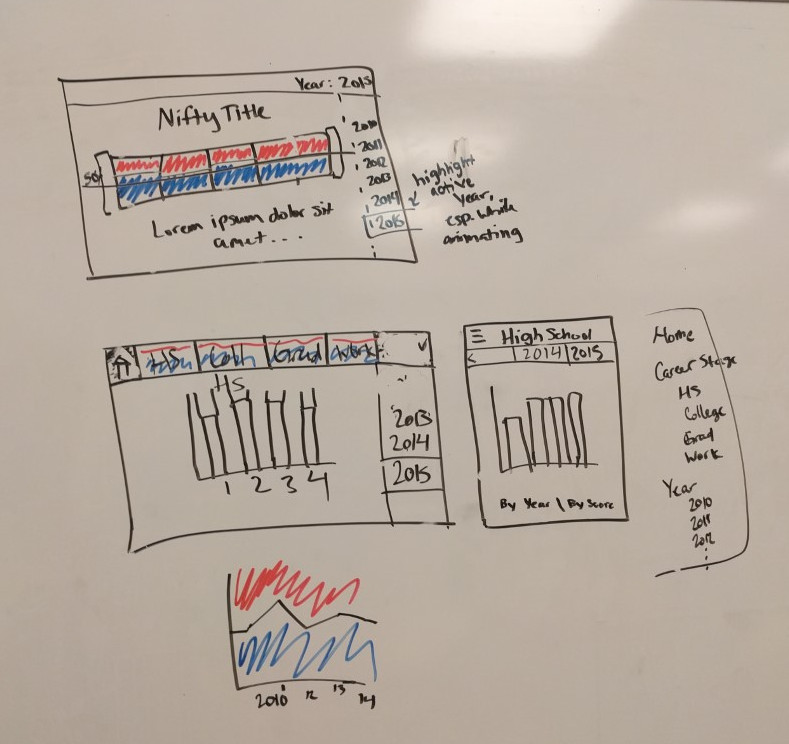 Year: 2015
Nifty Title
2010
2011
2012
2013
2014
2015
50
highlight
active
year,
esp. while
animating
Lorem ipsum dolor sit
amet...
HS
Grad
HS
2013
2014
2015
1 2 3 4
High School
< 2014 2015
By Year \ By Score
Home
Career Stage
HS
College
Grad
Work
Year
2010
2011
2012
2010 12 13 14